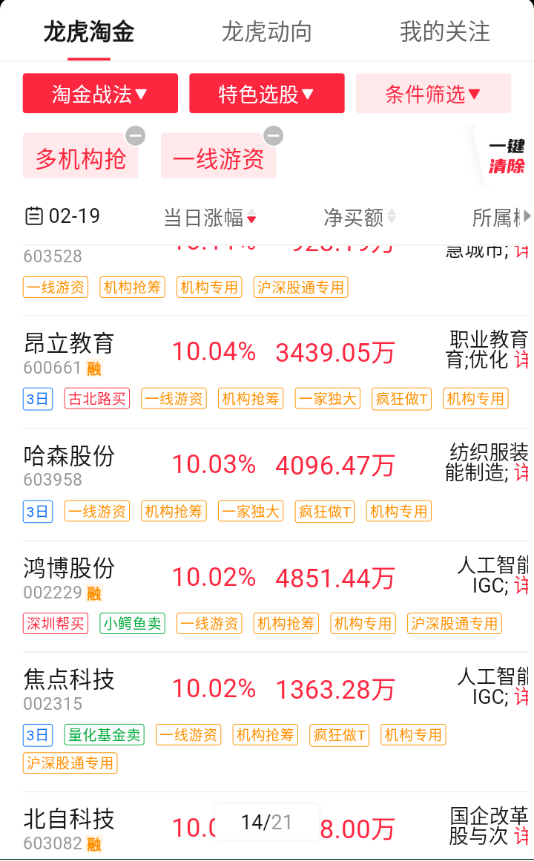 龙虎淘金 龙虎动向 我的关注
淘金战法▼ 特色选股▼ 条件筛选▼
多机构抢 一线游资 一键
清除
02-19 当日涨幅 净买额 所属
603528 慧城市; 详
一线游资 机构抢筹 机构专用 沪深股通专用
昂立教育 10.04% 3439.05万 职业教育
600661 融 育;优化 详
3日 古北路买 一线游资 机构抢筹 一家独大 疯狂做T 机构专用
哈森股份 10.03% 4096.47万 纺织服装
603958 能制造; 详
3日 一线游资 机构抢筹 一家独大 疯狂做T 机构专用
鸿博股份 10.02% 4851.44万 人工智能
002229 融 IGC; 详
深圳帮买 小鳄鱼卖 一线游资 机构抢筹 机构专用 沪深股通专用
焦点科技 10.02% 1363.28万 人工智能
002315 IGC; 详
3日 量化基金卖 一线游资 机构抢筹 疯狂做T 机构专用
沪深股通专用
北自科技 10.0 14/21 8.00万 国企改革
603082 融 股与次 详